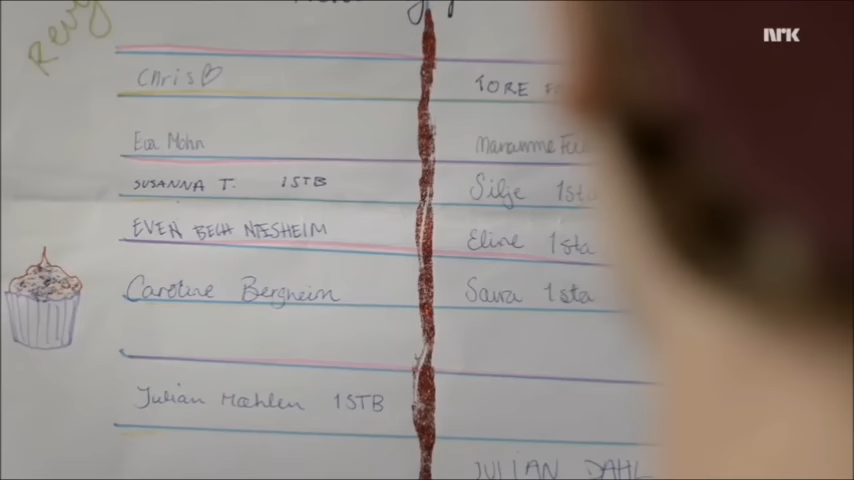 Revy
NRK
Chris
TORE
Eva Mohn
Marianne
SUSANNA T. 1STB
Silje 1sta
EVEN BECH NÆSHEIM
Eline 1sta
Caroline Bergheim
Sara 1sta
Julian Mæhlen 1STB
JULIAN DAHL